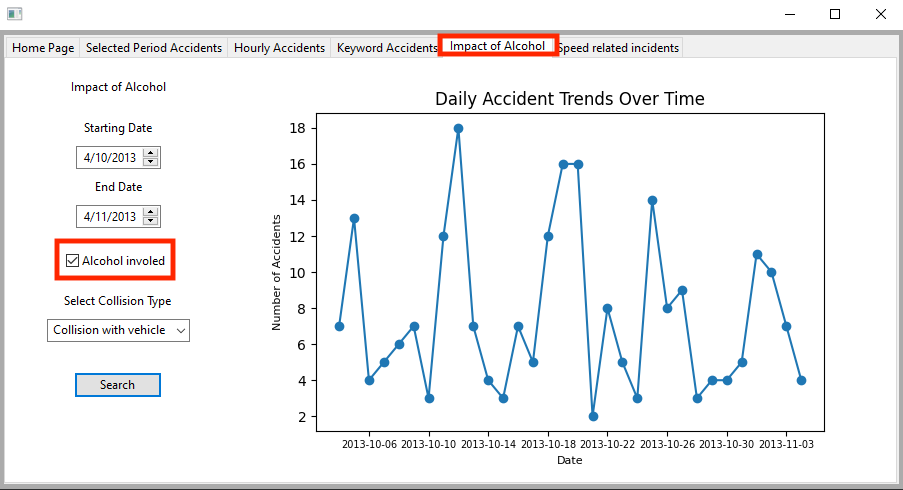 Home Page
Selected Period Accidents
Hourly Accidents
Keyword Accidents
Impact of Alcohol
Speed related incidents
Impact of Alcohol
Starting Date
4/10/2013
End Date
4/11/2013
Alcohol involed
Select Collision Type
Collision with vehicle
Search
Daily Accident Trends Over Time
Number of Accidents
18
16
14
12
10
8
6
4
2
2013-10-06 2013-10-10 2013-10-14 2013-10-18 2013-10-22 2013-10-26 2013-10-30 2013-11-03
Date